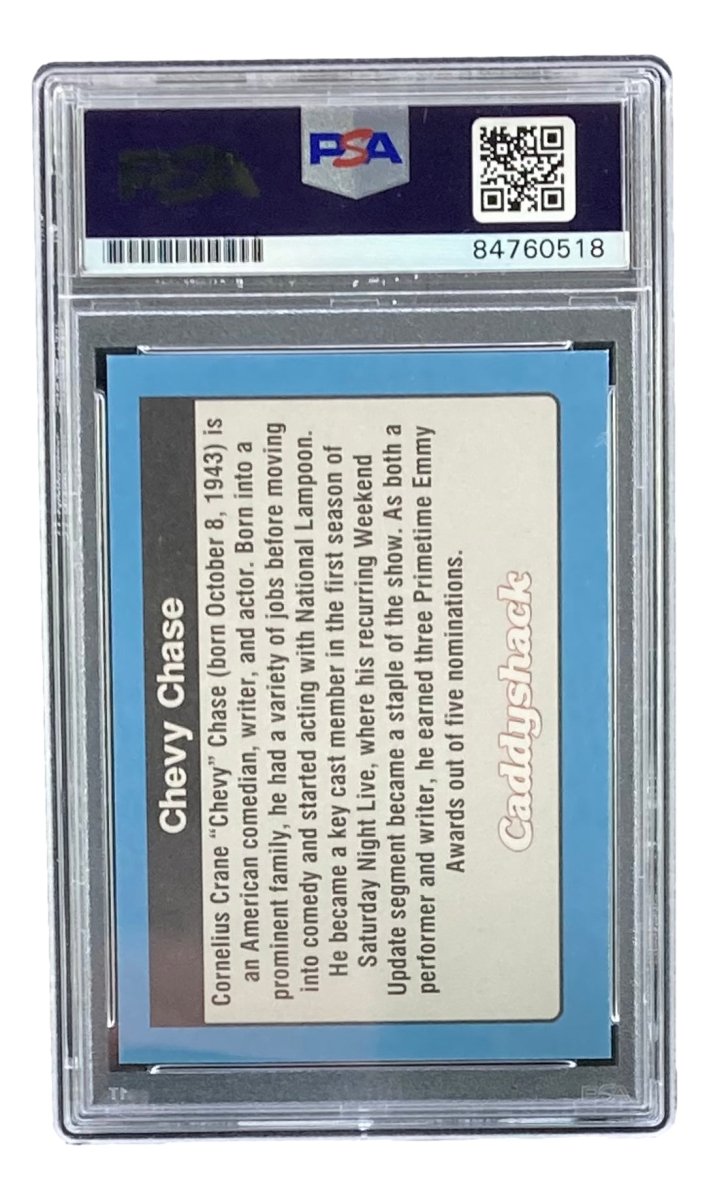 PSA
PSA
84760518
Chevy Chase
Cornelius Crane “Chevy” Chase (born October 8, 1943) is
an American comedian, writer, and actor. Born into a
prominent family, he had a variety of jobs before moving
into comedy and started acting with National Lampoon.
He became a key cast member in the first season of
Saturday Night Live, where his recurring Weekend
Update segment became a staple of the show. As both a
performer and writer, he earned three Primetime Emmy
Awards out of five nominations.
Caddyshack
PSA